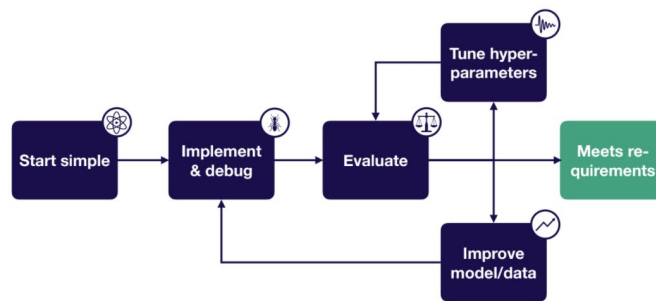 Tune hyper-
parameters
Start simple
Implement
& debug
Evaluate
Meets re-
quirements
Improve
model/data